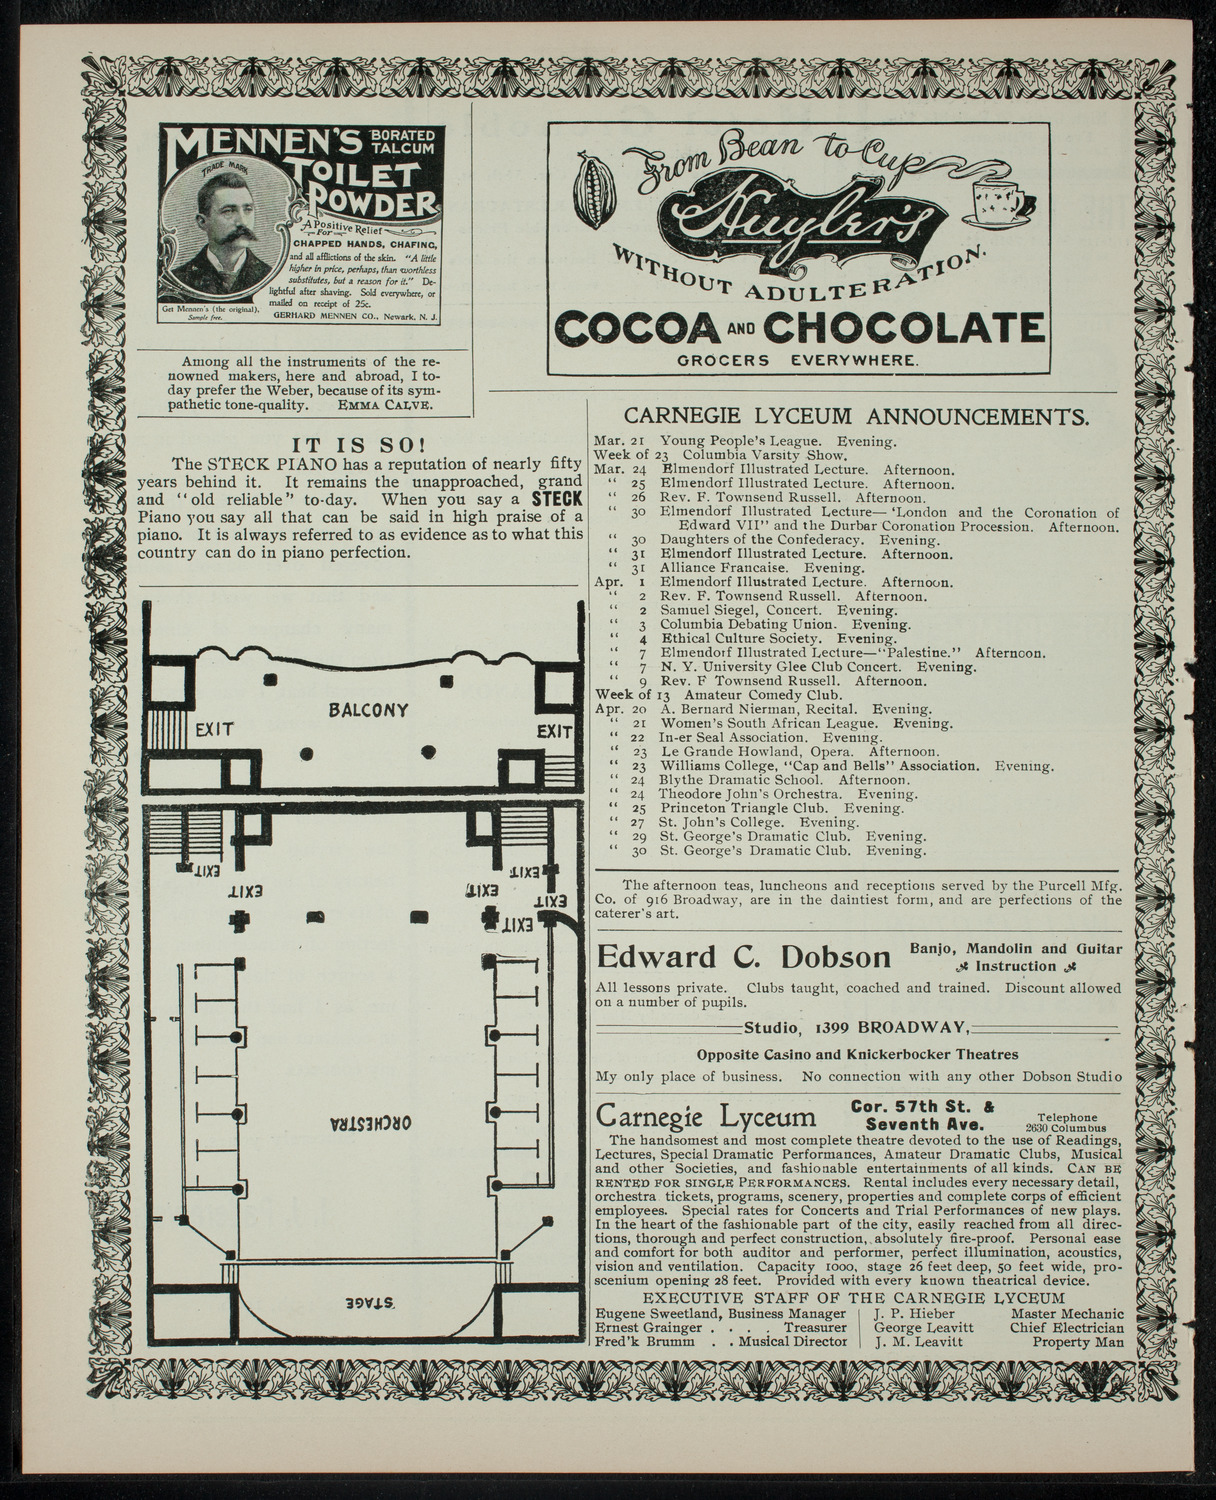 MENNEN'S BORATED TALCUM
TOILET
POWDER
TRADE MARK
A Positive Relief
For
CHAPPED HANDS, CHAFING,
and all afflictions of the skin. "A little
higher in price, perhaps, than worthless
substitutes, but a reason for it." De-
lightful after shaving. Sold everywhere, or
mailed on receipt of 25c.
Get Mennen's (the original).
Sample free.
GERHARD MENNEN CO., Newark, N. J.
From Bean to Cup
Huyler's
WITHOUT ADULTERATION.
COCOA AND CHOCOLATE
GROCERS EVERYWHERE.
Among all the instruments of the re-
nowned makers, here and abroad, I to-
day prefer the Weber, because of its sym-
pathetic tone-quality. EMMA CALVE.
IT IS SO!
The STECK PIANO has a reputation of nearly fifty
years behind it. It remains the unapproached, grand
and "old reliable" to-day. When you say a STECK
Piano you say all that can be said in high praise of a
piano. It is always referred to as evidence as to what this
country can do in piano perfection.
BALCONY
EXIT
EXIT
EXIT
EXIT
EXIT
EXIT
EXIT
EXIT
ORCHESTRA
STAGE
CARNEGIE LYCEUM ANNOUNCEMENTS.
Mar. 21 Young People's League. Evening.
Week of 23 Columbia Varsity Show.
Mar. 24 Elmendorf Illustrated Lecture. Afternoon.
" 25 Elmendorf Illustrated Lecture. Afternoon.
" 26 Rev. F. Townsend Russell. Afternoon.
" 30 Elmendorf Illustrated Lecture—'London and the Coronation of
Edward VII" and the Durbar Coronation Procession. Afternoon.
" 30 Daughters of the Confederacy. Evening.
" 31 Elmendorf Illustrated Lecture. Afternoon.
" 31 Alliance Francaise. Evening.
Apr. 1 Elmendorf Illustrated Lecture. Afternoon.
" 2 Rev. F. Townsend Russell. Afternoon.
" 2 Samuel Siegel, Concert. Evening.
" 3 Columbia Debating Union. Evening.
" 4 Ethical Culture Society. Evening.
" 7 Elmendorf Illustrated Lecture—"Palestine." Afternoon.
" 7 N. Y. University Glee Club Concert. Evening.
" 9 Rev. F Townsend Russell. Afternoon.
Week of 13 Amateur Comedy Club.
Apr. 20 A. Bernard Nierman, Recital. Evening.
" 21 Women's South African League. Evening.
" 22 In-er Seal Association. Evening.
" 23 Le Grande Howland, Opera. Afternoon.
" 23 Williams College, "Cap and Bells" Association. Evening.
" 24 Blythe Dramatic School. Afternoon.
" 24 Theodore John's Orchestra. Evening.
" 25 Princeton Triangle Club. Evening.
" 27 St. John's College. Evening.
" 29 St. George's Dramatic Club. Evening.
" 30 St. George's Dramatic Club. Evening.
The afternoon teas, luncheons and receptions served by the Purcell Mfg.
Co. of 916 Broadway, are in the daintiest form, and are perfections of the
caterer's art.
Edward C. Dobson Banjo, Mandolin and Guitar
Instruction
All lessons private. Clubs taught, coached and trained. Discount allowed
on a number of pupils.
Studio, 1399 BROADWAY,
Opposite Casino and Knickerbocker Theatres
My only place of business. No connection with any other Dobson Studio
Carnegie Lyceum Cor. 57th St. & Seventh Ave. Telephone 2630 Columbus
The handsomest and most complete theatre devoted to the use of Readings,
Lectures, Special Dramatic Performances, Amateur Dramatic Clubs, Musical
and other Societies, and fashionable entertainments of all kinds. CAN BE
RENTED FOR SINGLE PERFORMANCES. Rental includes every necessary detail,
orchestra tickets, programs, scenery, properties and complete corps of efficient
employees. Special rates for Concerts and Trial Performances of new plays.
In the heart of the fashionable part of the city, easily reached from all direc-
tions, thorough and perfect construction, absolutely fire-proof. Personal ease
and comfort for both auditor and performer, perfect illumination, acoustics,
vision and ventilation. Capacity 1000, stage 26 feet deep, 50 feet wide, pro-
scenium opening 28 feet. Provided with every known theatrical device.
EXECUTIVE STAFF OF THE CARNEGIE LYCEUM
Eugene Sweetland, Business Manager | J. P. Hieber Master Mechanic
Ernest Grainger . . . . Treasurer | George Leavitt Chief Electrician
Fred'k Brumm . . Musical Director | J. M. Leavitt Property Man